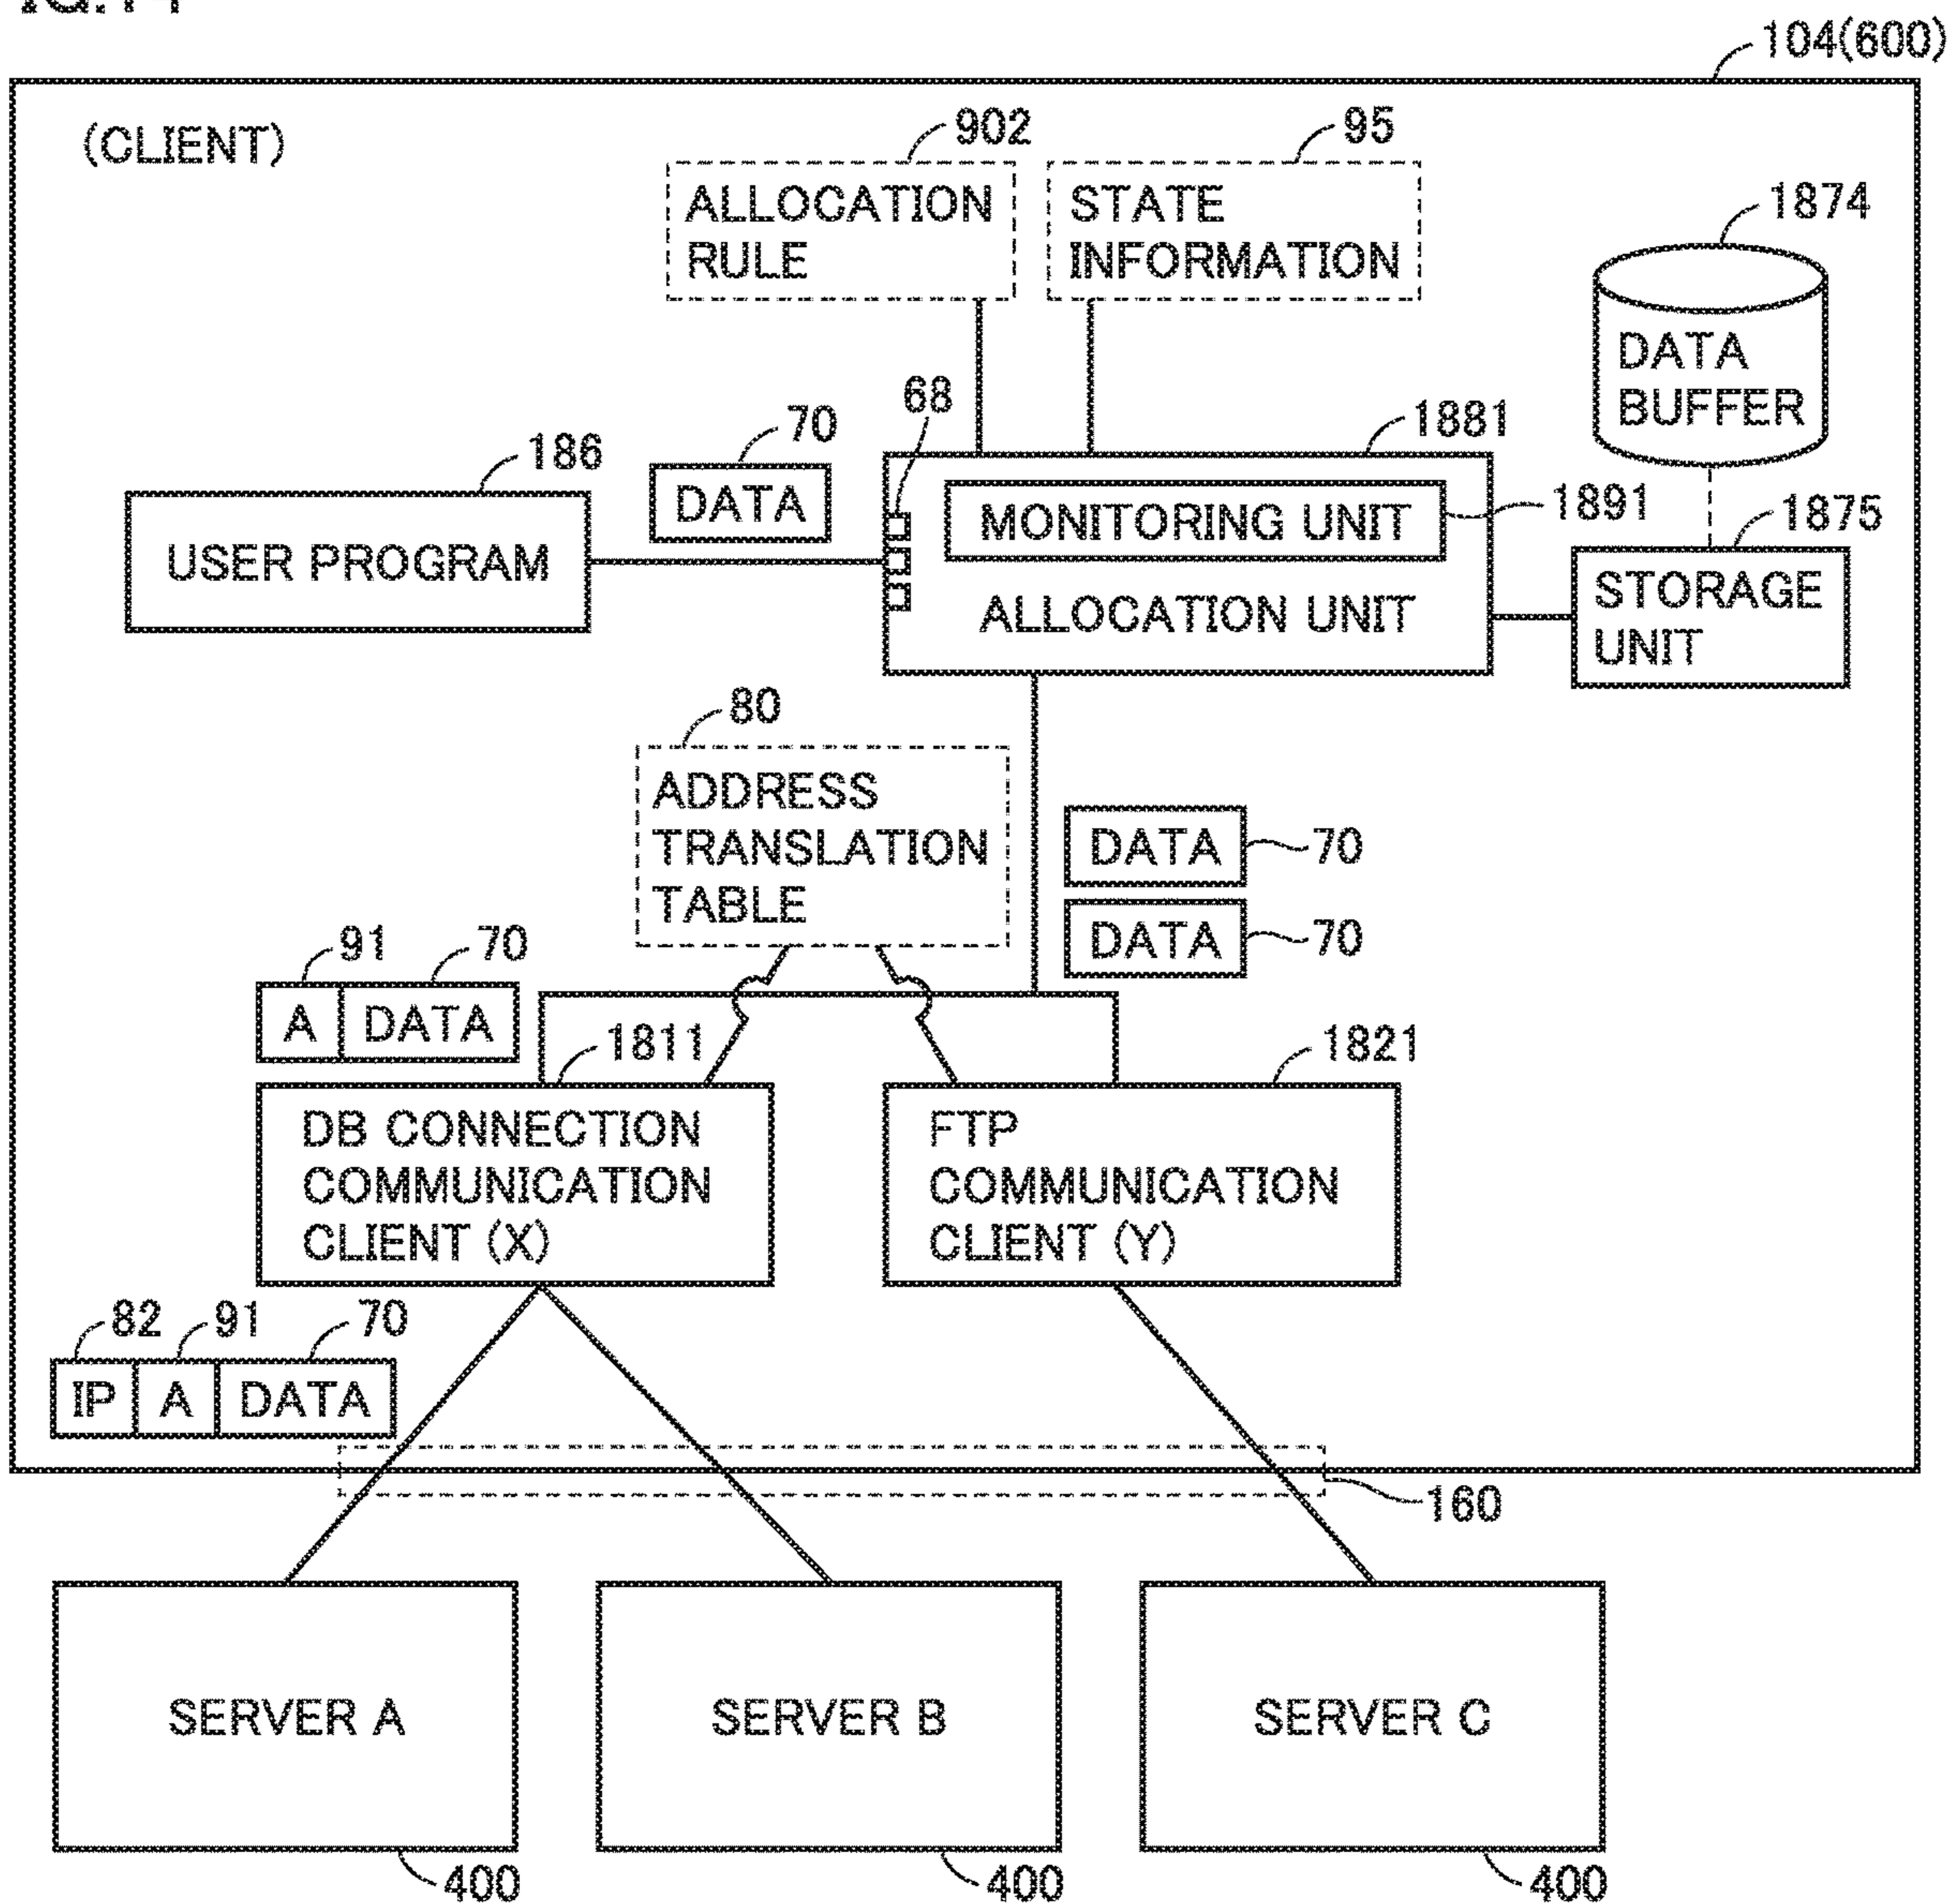 104(600)
(CLIENT)
902
95
ALLOCATION
RULE
STATE
INFORMATION
1874
DATA
BUFFER
68
70
1881
186
DATA
1891
1875
USER PROGRAM
MONITORING UNIT
ALLOCATION UNIT
STORAGE
UNIT
80
ADDRESS
TRANSLATION
TABLE
DATA
70
DATA
70
91
70
A
DATA
1811
1821
DB CONNECTION
COMMUNICATION
CLIENT (X)
FTP
COMMUNICATION
CLIENT (Y)
82
91
70
IP
A
DATA
160
SERVER A
SERVER B
SERVER C
400
400
400